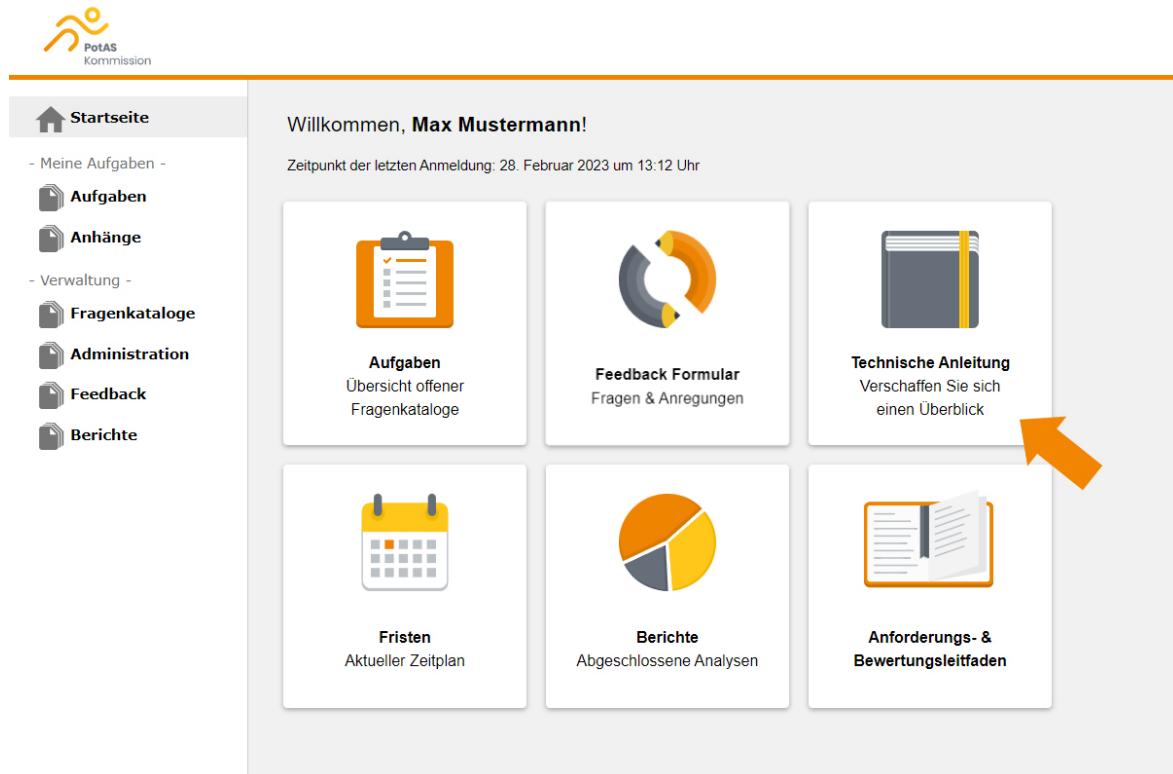 PotAS
Kommission
Startseite
- Meine Aufgaben -
Aufgaben
Anhänge
- Verwaltung -
Fragenkataloge
Administration
Feedback
Berichte
Willkommen, Max Mustermann!
Zeitpunkt der letzten Anmeldung: 28. Februar 2023 um 13:12 Uhr
Aufgaben
Übersicht offener
Fragenkataloge
Feedback Formular
Fragen & Anregungen
Technische Anleitung
Verschaffen Sie sich
einen Überblick
Fristen
Aktueller Zeitplan
Berichte
Abgeschlossene Analysen
Anforderungs- &
Bewertungsleitfaden